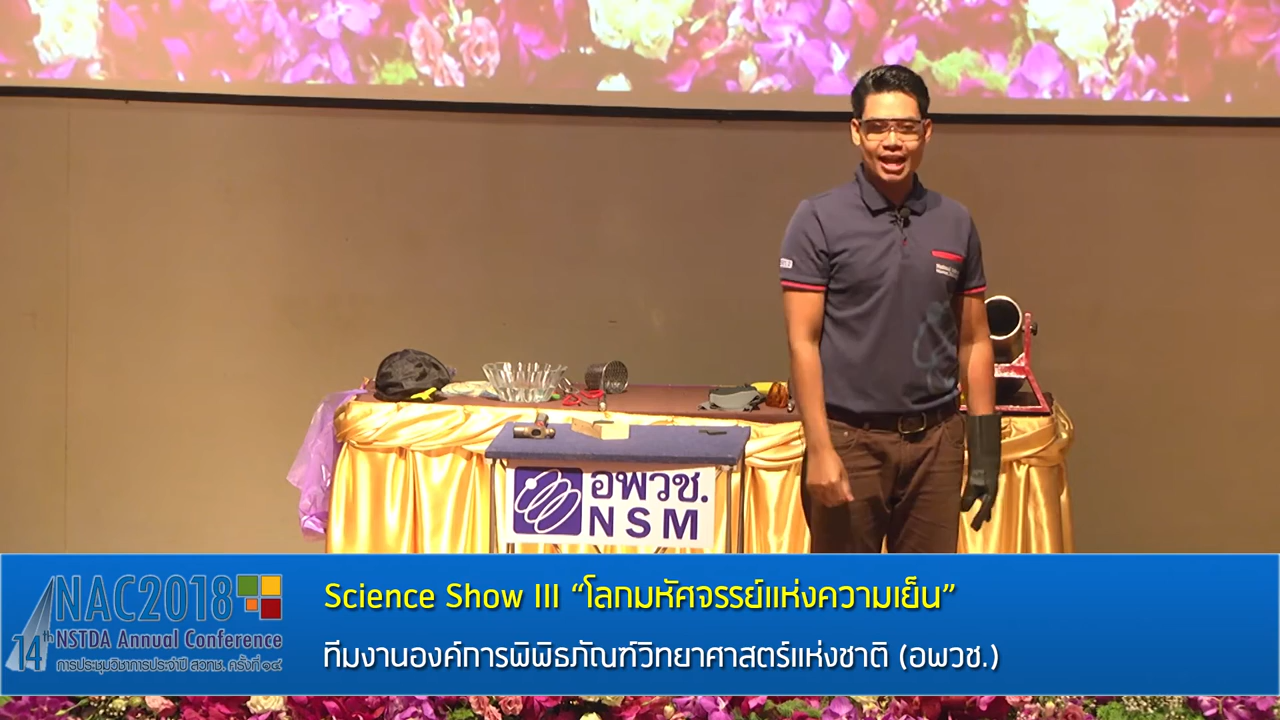 อพวช.
NSM
NAC2018
14th NSTDA Annual Conference
การประชุมวิชาการประจำปี สวทช. ครั้งที่ ๑๔
Science Show III “โลกมหัศจรรย์แห่งความเย็น”
ทีมงานองค์การพิพิธภัณฑ์วิทยาศาสตร์แห่งชาติ (อพวช.)